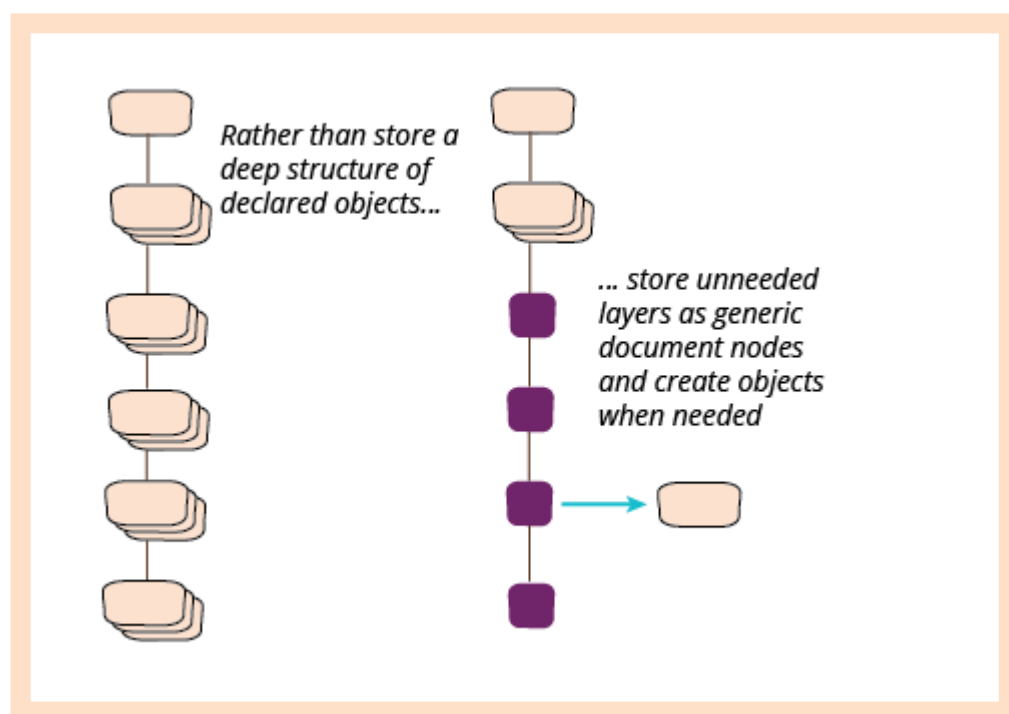 Rather than store a
deep structure of
declared objects...
... store unneeded
layers as generic
document nodes
and create objects
when needed